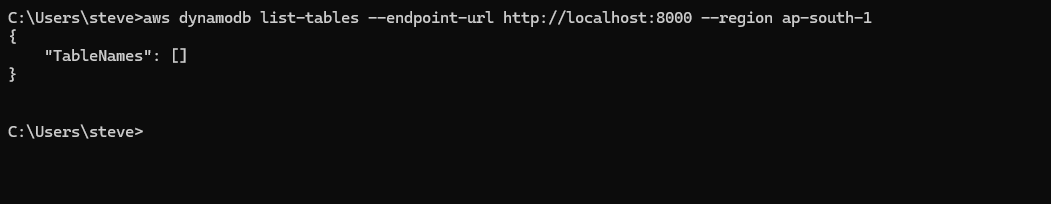 C:\Users\steve>aws dynamodb list-tables --endpoint-url http://localhost:8000 --region ap-south-1
{
    "TableNames": []
}
C:\Users\steve>